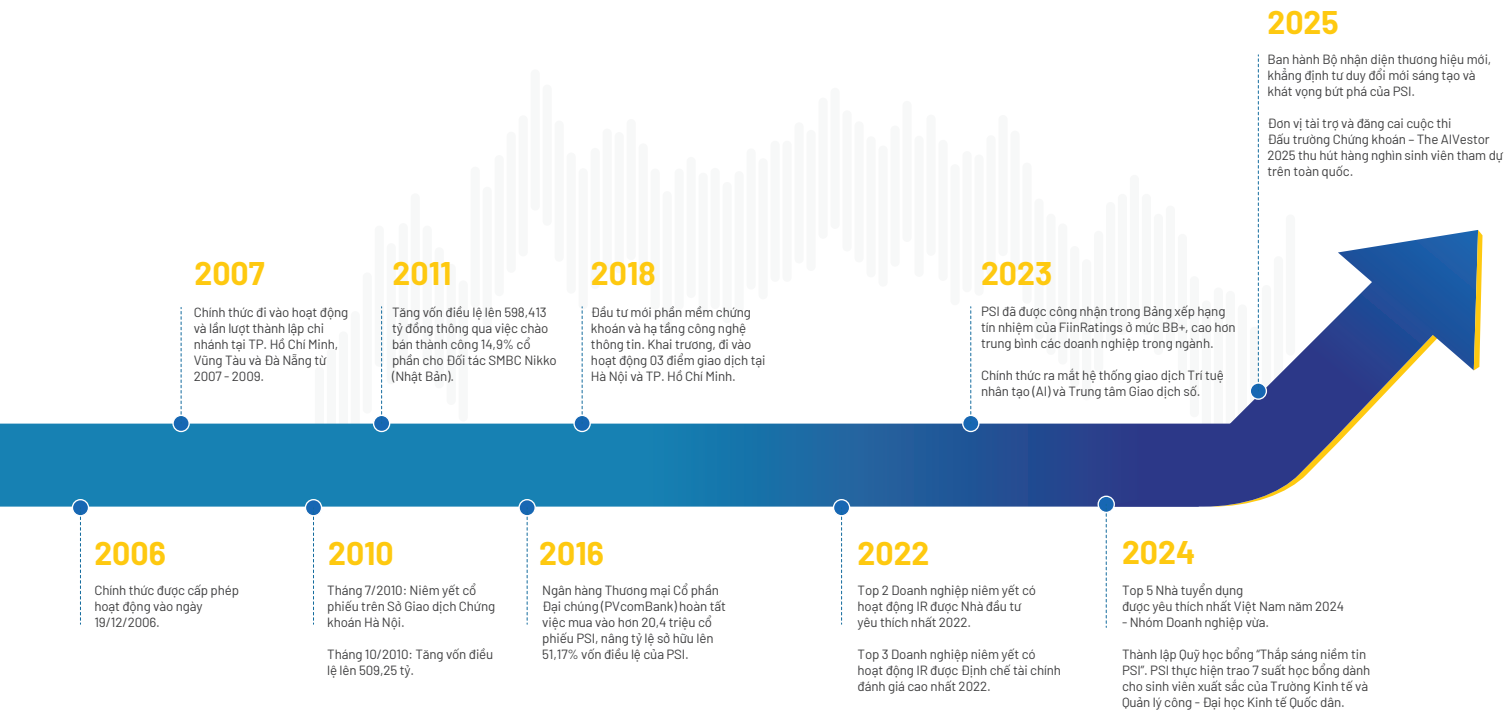 2025
Ban hành Bộ nhận diện thương hiệu mới,
khẳng định tư duy đổi mới sáng tạo và
khát vọng bứt phá của PSI.
Đơn vị tài trợ và đăng cai cuộc thi
Đấu trường Chứng khoán – The AIVestor
2025 thu hút hàng nghìn sinh viên tham dự
trên toàn quốc.
2007
Chính thức đi vào hoạt động
và lần lượt thành lập chi
nhánh tại TP. Hồ Chí Minh,
Vũng Tàu và Đà Nẵng từ
2007 - 2009.
2011
Tăng vốn điều lệ lên 598,413
tỷ đồng thông qua việc chào
bán thành công 14,9% cổ
phần cho Đối tác SMBC Nikko
(Nhật Bản).
2018
Đầu tư mới phần mềm chứng
khoán và hạ tầng công nghệ
thông tin. Khai trương, đi vào
hoạt động 03 điểm giao dịch tại
Hà Nội và TP. Hồ Chí Minh.
2023
PSI đã được công nhận trong Bảng xếp hạng
tín nhiệm của FiinRatings ở mức BB+, cao hơn
trung bình các doanh nghiệp trong ngành.
Chính thức ra mắt hệ thống giao dịch Trí tuệ
nhân tạo (AI) và Trung tâm Giao dịch số.
2006
Chính thức được cấp phép
hoạt động vào ngày
19/12/2006.
2010
Tháng 7/2010: Niêm yết cổ
phiếu trên Sở Giao dịch Chứng
khoán Hà Nội.
Tháng 10/2010: Tăng vốn điều
lệ lên 509,25 tỷ.
2016
Ngân hàng Thương mại Cổ phần
Đại chúng (PVcomBank) hoàn tất
việc mua vào hơn 20,4 triệu cổ
phiếu PSI, nâng tỷ lệ sở hữu lên
51,17% vốn điều lệ của PSI.
2022
Top 2 Doanh nghiệp niêm yết có
hoạt động IR được Nhà đầu tư
yêu thích nhất 2022.
Top 3 Doanh nghiệp niêm yết có
hoạt động IR được Định chế tài chính
đánh giá cao nhất 2022.
2024
Top 5 Nhà tuyển dụng
được yêu thích nhất Việt Nam năm 2024
- Nhóm Doanh nghiệp vừa.
Thành lập Quỹ học bổng “Thắp sáng niềm tin
PSI”. PSI thực hiện trao 7 suất học bổng dành
cho sinh viên xuất sắc của Trường Kinh tế và
Quản lý công - Đại học Kinh tế Quốc dân.